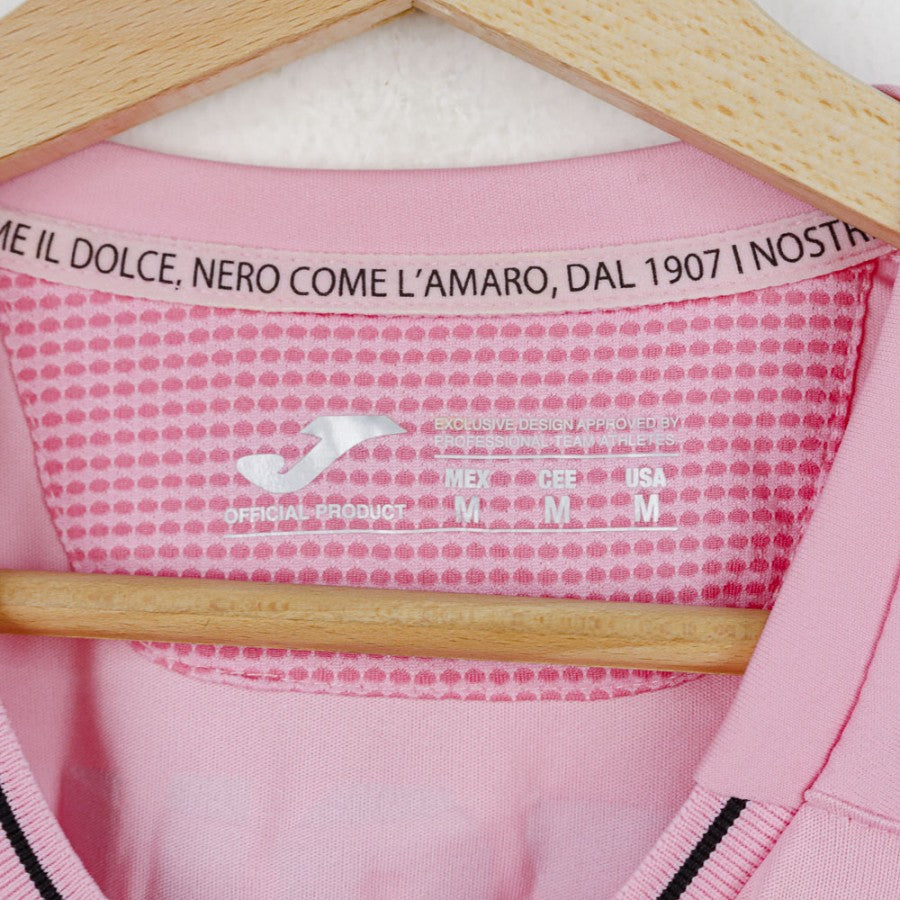 IL DOLCE, NERO COME L'AMARO, DAL 1907 I NOSTR
EXCLUSIVE DESIGN APPROVED BY
PROFESSIONAL TEAM ATHLETES.
OFFICIAL PRODUCT
MEX CEE USA
M M M